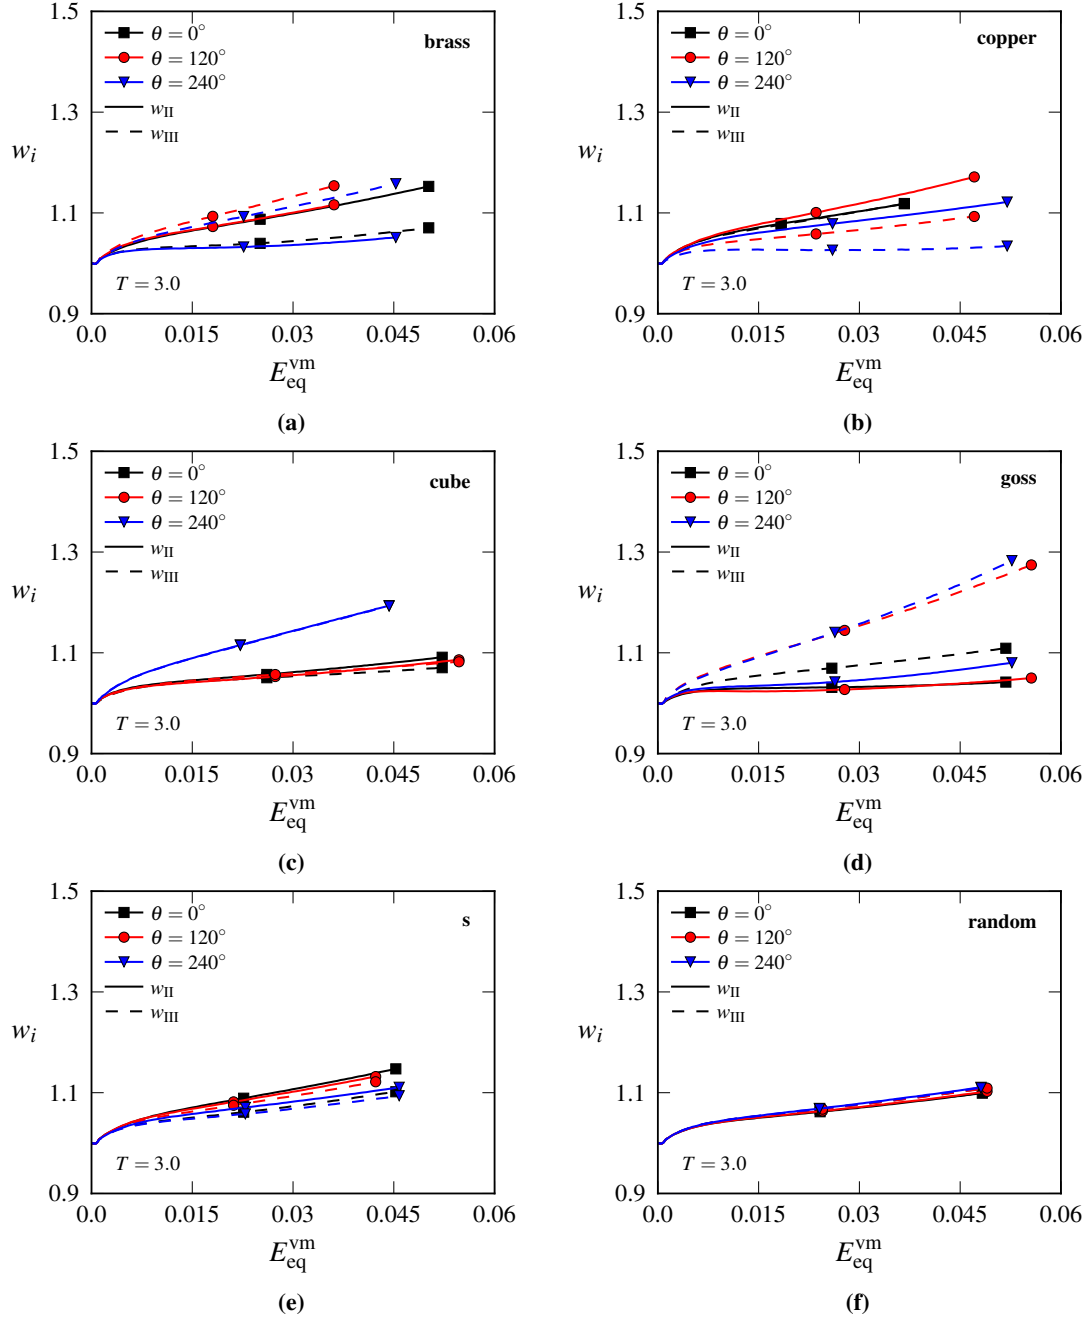 1.5
1.3
1.1
0.9
w_i
θ = 0°
θ = 120°
θ = 240°
w_II
w_III
brass
T = 3.0
0.0 0.015 0.03 0.045 0.06
E_eq^vm
(a)
1.5
1.3
1.1
0.9
w_i
θ = 0°
θ = 120°
θ = 240°
w_II
w_III
copper
T = 3.0
0.0 0.015 0.03 0.045 0.06
E_eq^vm
(b)
1.5
1.3
1.1
0.9
w_i
θ = 0°
θ = 120°
θ = 240°
w_II
w_III
cube
T = 3.0
0.0 0.015 0.03 0.045 0.06
E_eq^vm
(c)
1.5
1.3
1.1
0.9
w_i
θ = 0°
θ = 120°
θ = 240°
w_II
w_III
goss
T = 3.0
0.0 0.015 0.03 0.045 0.06
E_eq^vm
(d)
1.5
1.3
1.1
0.9
w_i
θ = 0°
θ = 120°
θ = 240°
w_II
w_III
s
T = 3.0
0.0 0.015 0.03 0.045 0.06
E_eq^vm
(e)
1.5
1.3
1.1
0.9
w_i
θ = 0°
θ = 120°
θ = 240°
w_II
w_III
random
T = 3.0
0.0 0.015 0.03 0.045 0.06
E_eq^vm
(f)